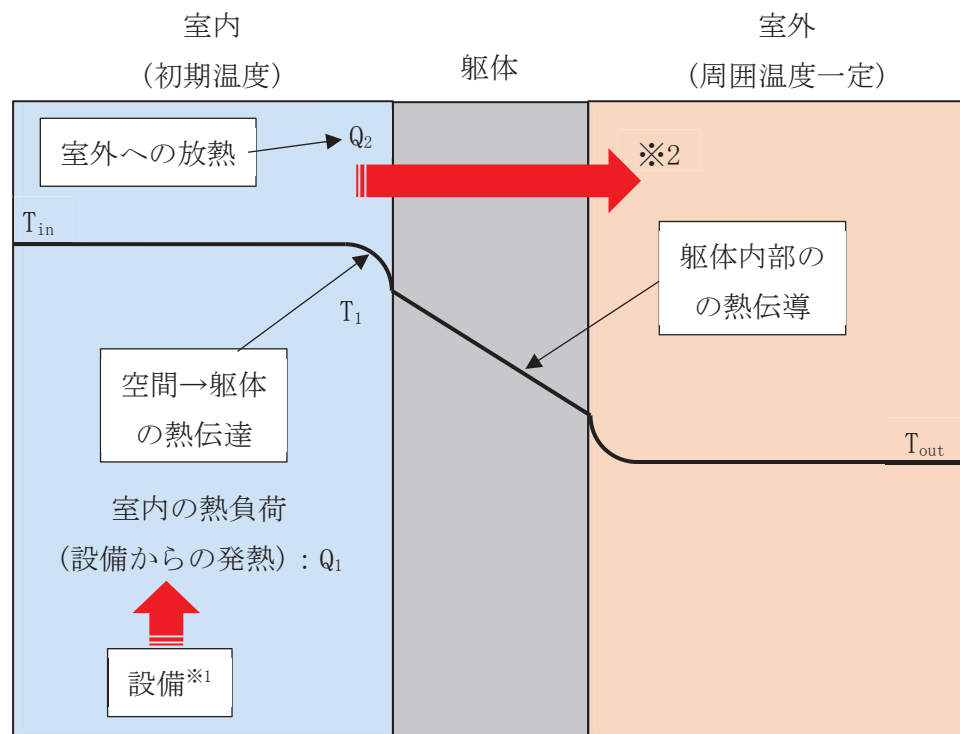 室内
(初期温度)
躯体
室外
(周囲温度一定)
室外への放熱
Q₂
※2
T_in
躯体内部の
の熱伝導
T₁
空間→躯体
の熱伝達
T_out
室内の熱負荷
(設備からの発熱)：Q₁
設備※1